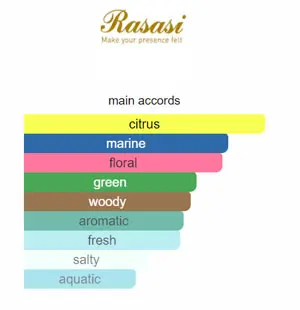 Rasasi
Make your presence felt
main accords
citrus
marine
floral
green
woody
aromatic
fresh
salty
aquatic